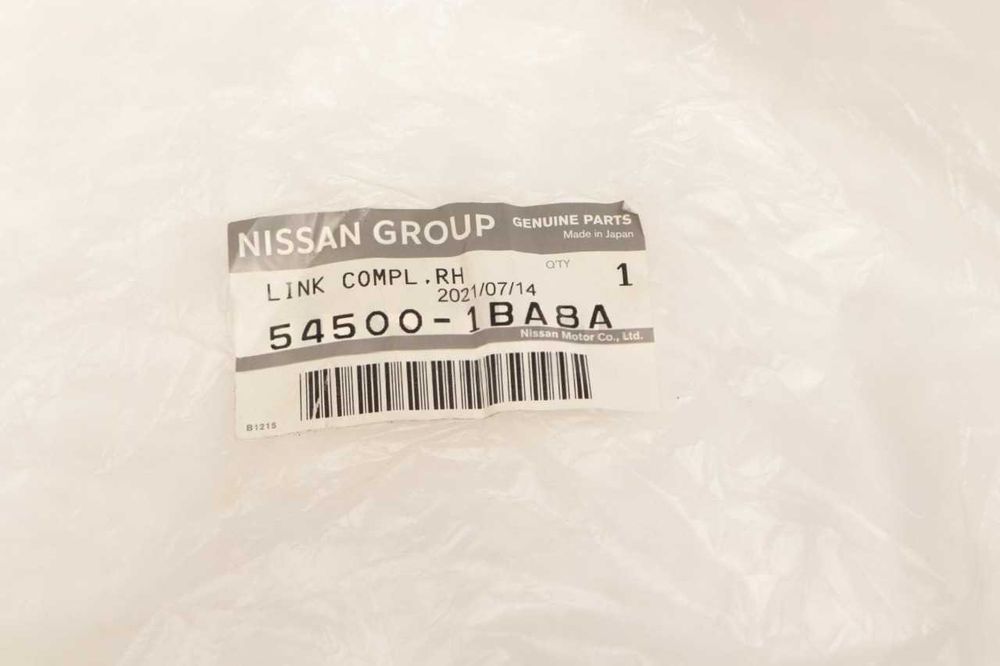 NISSAN GROUP GENUINE PARTS
Made in Japan
LINK COMPL.RH Q'TY 1
2021/07/14
54500-1BA8A
Nissan Motor Co., Ltd.
B1215